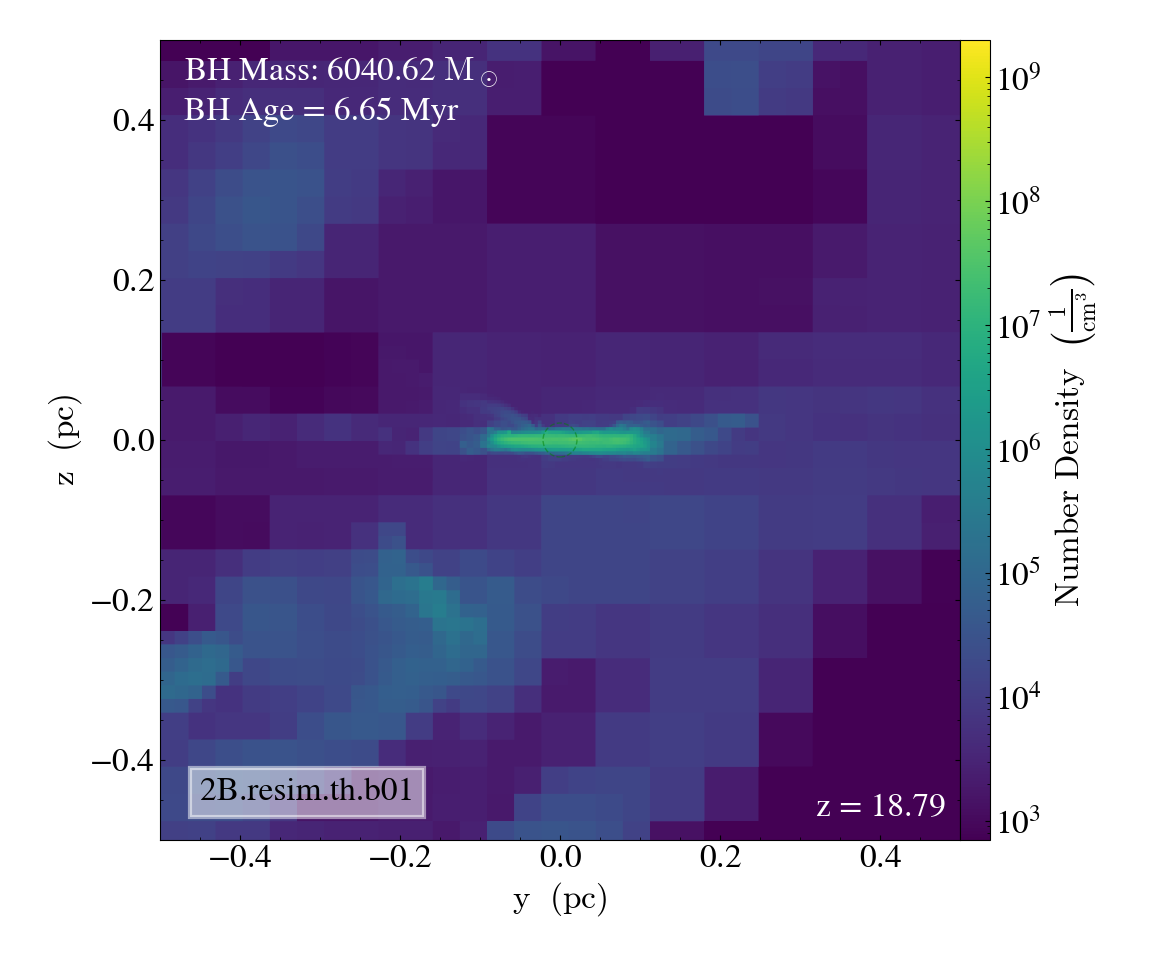 BH Mass: 6040.62 M☉
BH Age = 6.65 Myr
0.4
0.2
0.0
−0.2
−0.4
z (pc)
2B.resim.th.b01
z = 18.79
−0.4 −0.2 0.0 0.2 0.4
y (pc)
10⁹
10⁸
10⁷
10⁶
10⁵
10⁴
10³
Number Density (1/cm³)